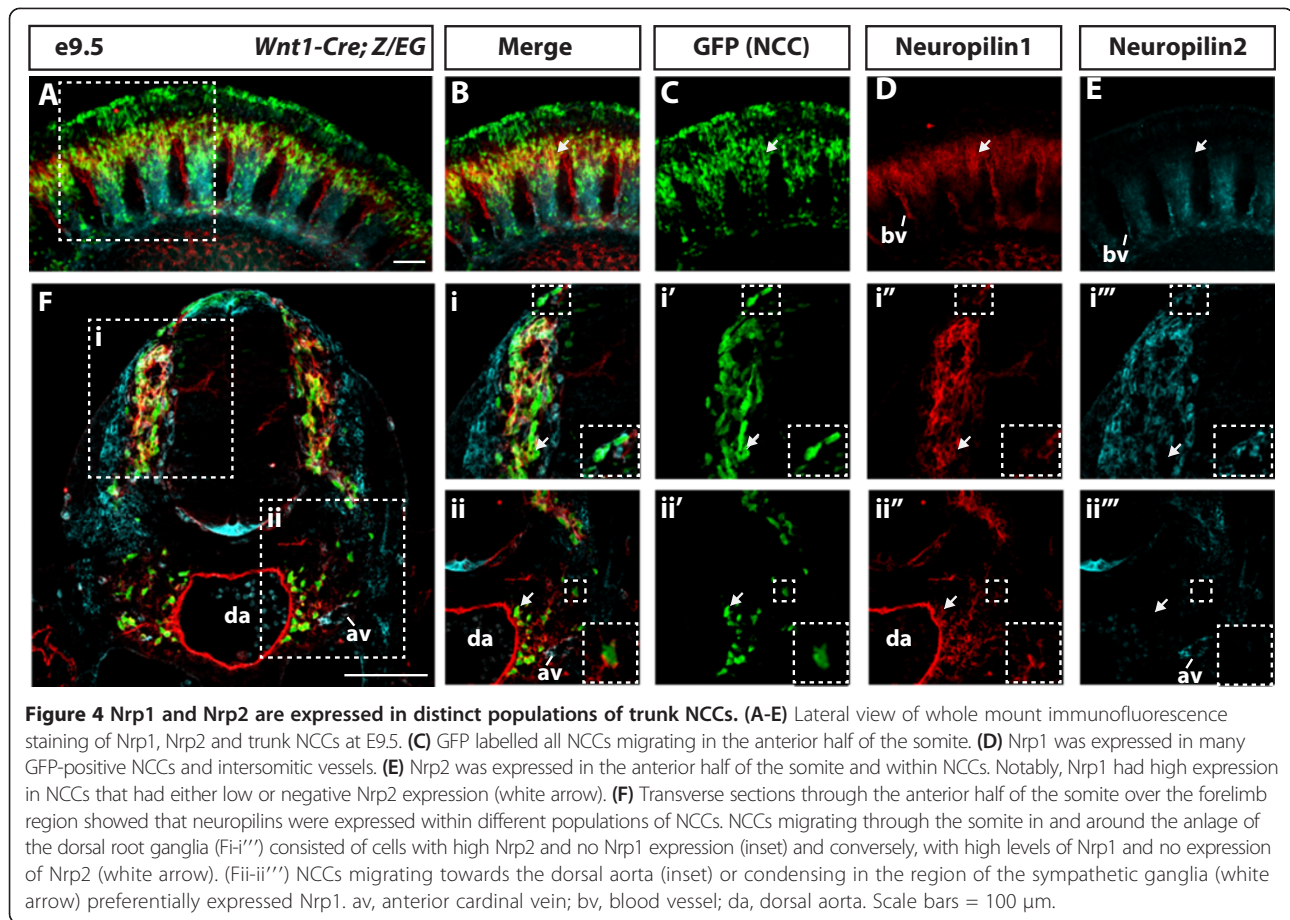 e9.5 Wnt1-Cre; Z/EG Merge GFP (NCC) Neuropilin1 Neuropilin2
A B C D E
bv bv
F i i i' i" i"'
ii ii ii' ii" ii"'
da av da av da av
Figure 4 Nrp1 and Nrp2 are expressed in distinct populations of trunk NCCs. (A-E) Lateral view of whole mount immunofluorescence
staining of Nrp1, Nrp2 and trunk NCCs at E9.5. (C) GFP labelled all NCCs migrating in the anterior half of the somite. (D) Nrp1 was expressed in many
GFP-positive NCCs and intersomitic vessels. (E) Nrp2 was expressed in the anterior half of the somite and within NCCs. Notably, Nrp1 had high expression
in NCCs that had either low or negative Nrp2 expression (white arrow). (F) Transverse sections through the anterior half of the somite over the forelimb
region showed that neuropilins were expressed within different populations of NCCs. NCCs migrating through the somite in and around the anlage of
the dorsal root ganglia (Fi-i′′′) consisted of cells with high Nrp2 and no Nrp1 expression (inset) and conversely, with high levels of Nrp1 and no expression
of Nrp2 (white arrow). (Fii-ii′′′) NCCs migrating towards the dorsal aorta (inset) or condensing in the region of the sympathetic ganglia (white
arrow) preferentially expressed Nrp1. av, anterior cardinal vein; bv, blood vessel; da, dorsal aorta. Scale bars = 100 μm.